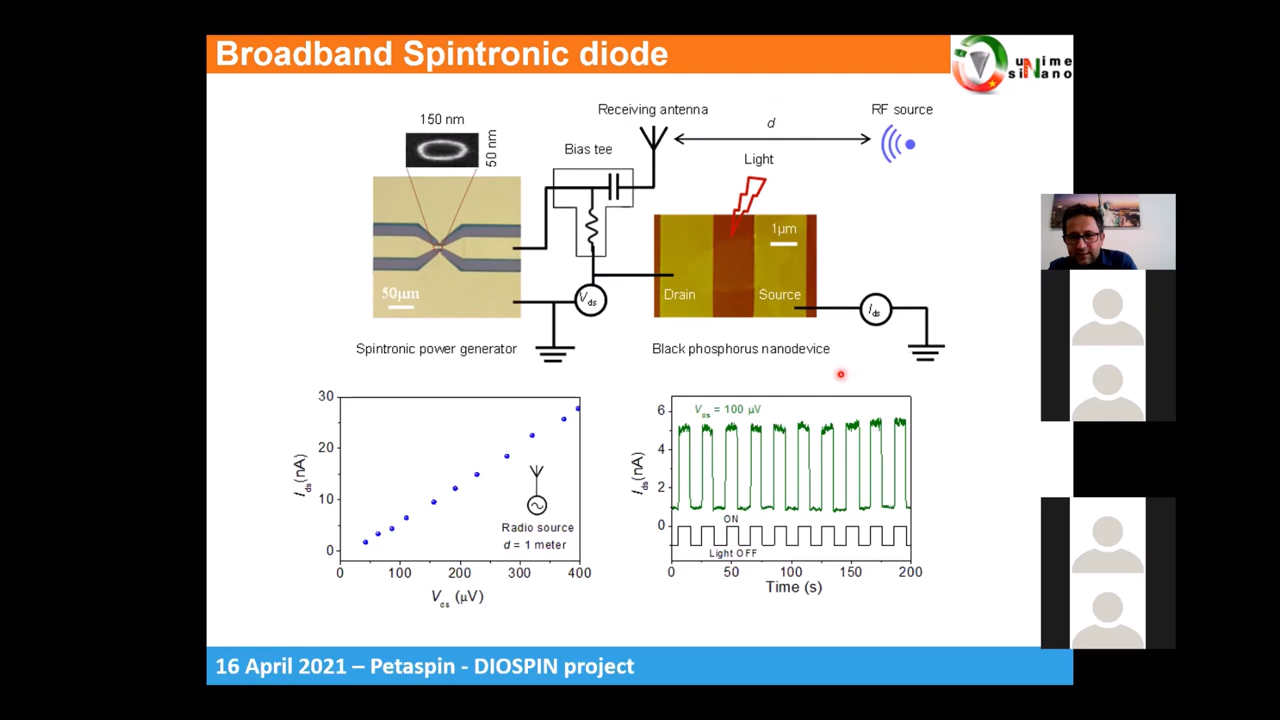 Broadband Spintronic diode
unime
siNano
Receiving antenna
d
RF source
150 nm
50 nm
Bias tee
Light
1μm
50μm
Drain
Source
Vds
Ids
Spintronic power generator
Black phosphorus nanodevice
30
20
10
0
Ids(nA)
Radio source
d = 1 meter
0 100 200 300 400
Vds (μV)
6
4
2
0
Ids(nA)
Vds = 100 μV
ON
Light OFF
0 50 100 150 200
Time (s)
16 April 2021 – Petaspin - DIOSPIN project